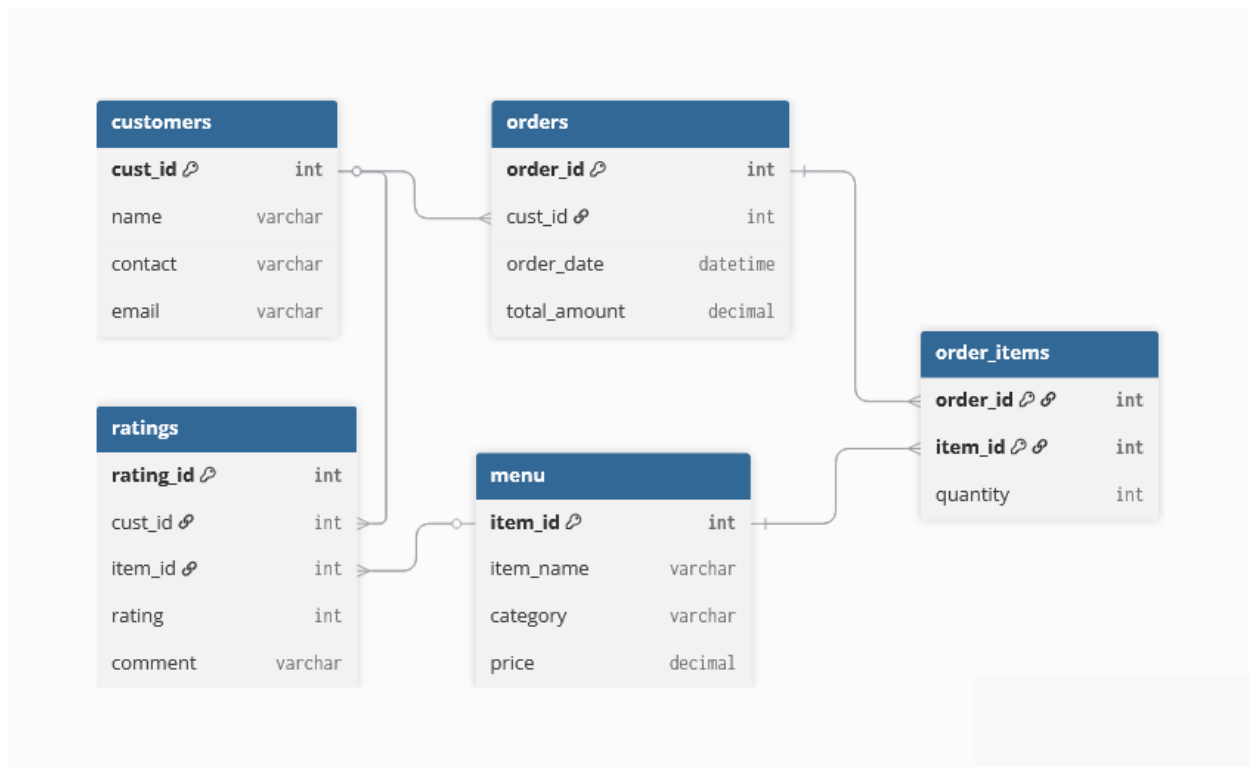 customers
cust_id int
name varchar
contact varchar
email varchar
orders
order_id int
cust_id int
order_date datetime
total_amount decimal
order_items
order_id int
item_id int
quantity int
ratings
rating_id int
cust_id int
item_id int
rating int
comment varchar
menu
item_id int
item_name varchar
category varchar
price decimal